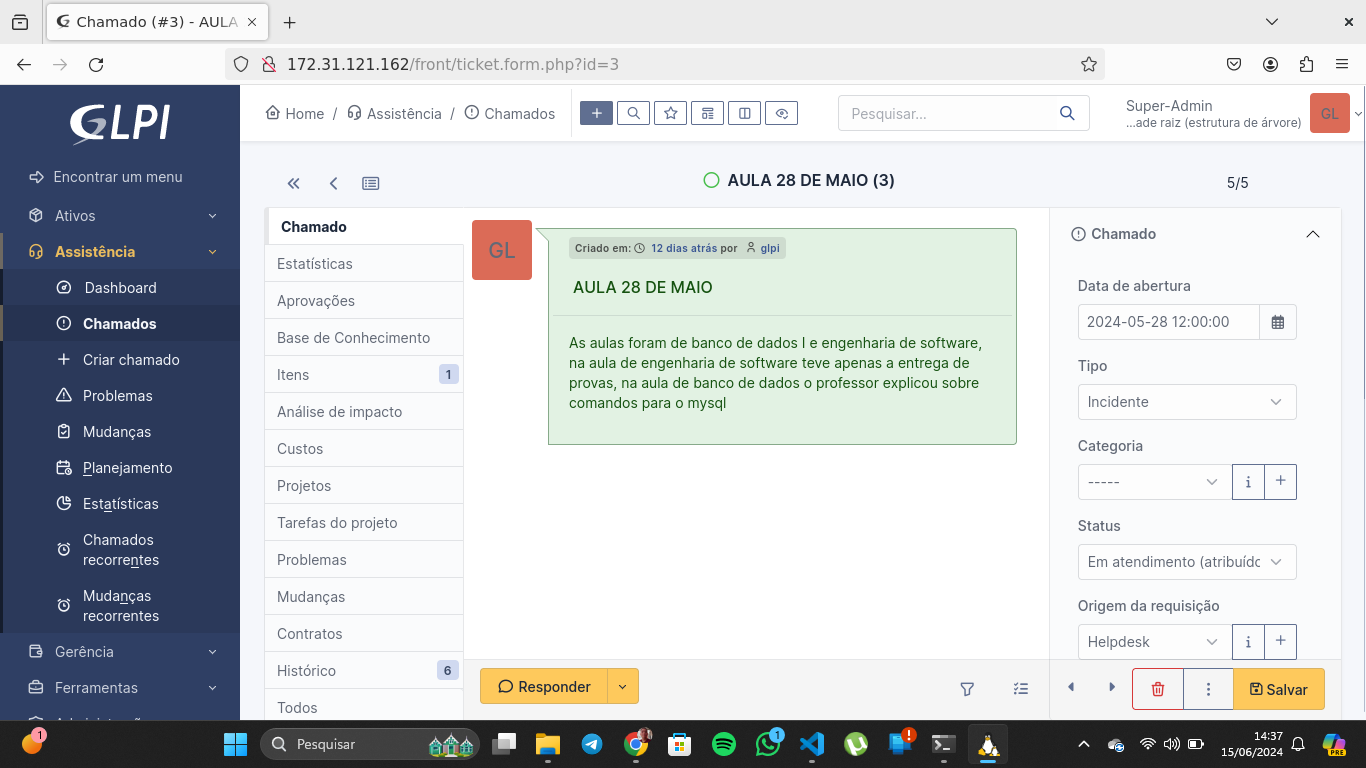 Chamado (#3) - AULA
172.31.121.162/front/ticket.form.php?id=3
GLPI
Encontrar um menu
Ativos
Assistência
Dashboard
Chamados
Criar chamado
Problemas
Mudanças
Planejamento
Estatísticas
Chamados
recorrentes
Mudanças
recorrentes
Gerência
Ferramentas
Home / Assistência / Chamados
Pesquisar...
Super-Admin
...ade raiz (estrutura de árvore)
GL
AULA 28 DE MAIO (3)
5/5
Chamado
Estatísticas
Aprovações
Base de Conhecimento
Itens 1
Análise de impacto
Custos
Projetos
Tarefas do projeto
Problemas
Mudanças
Contratos
Histórico 6
Todos
GL
Criado em: 12 dias atrás por glpi
AULA 28 DE MAIO
As aulas foram de banco de dados I e engenharia de software,
na aula de engenharia de software teve apenas a entrega de
provas, na aula de banco de dados o professor explicou sobre
comandos para o mysql
Responder
Chamado
Data de abertura
2024-05-28 12:00:00
Tipo
Incidente
Categoria
-----
Status
Em atendimento (atribuído
Origem da requisição
Helpdesk
Salvar
1
Pesquisar
1
14:37
15/06/2024
PRE